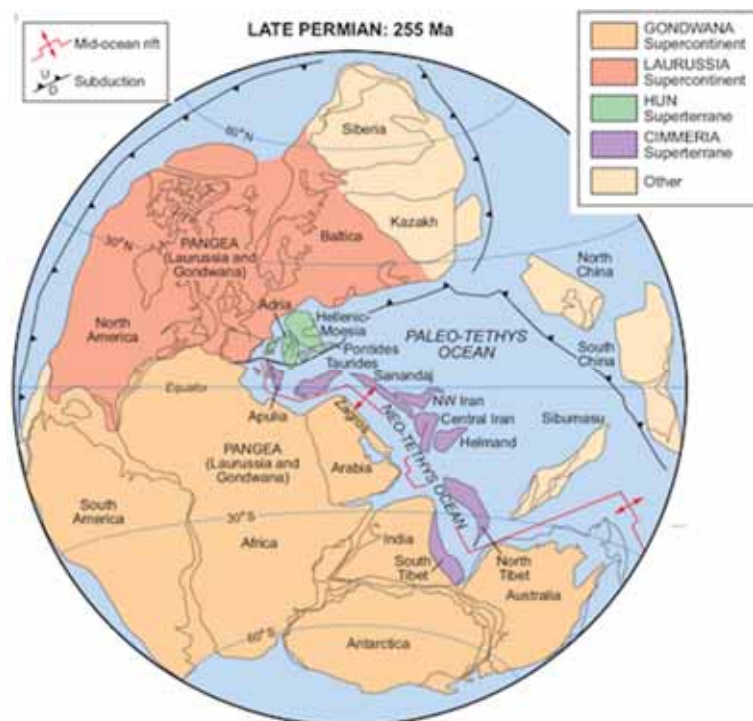 LATE PERMIAN: 255 Ma
Mid-ocean rift
U
D
Subduction
GONDWANA
Supercontinent
LAURUSSIA
Supercontinent
HUN
Superterrane
CIMMERIA
Superterrane
Other
Siberia
60°N
Kazakh
30°N
PANGEA
(Laurussia and
Gondwana)
Baltica
North
China
Adria
Hellenic-
Moesia
North
America
PALEO-TETHYS
OCEAN
South
China
Pontides
Taurides
Sanandaj
Equator
Apulia
NW Iran
Zagros
Central Iran
Sibumasu
Helmand
NEO-TETHYS OCEAN
PANGEA
(Laurussia and
Gondwana)
Arabia
South
America
30°S
Africa
India
South
Tibet
North
Tibet
Australia
60°S
Antarctica